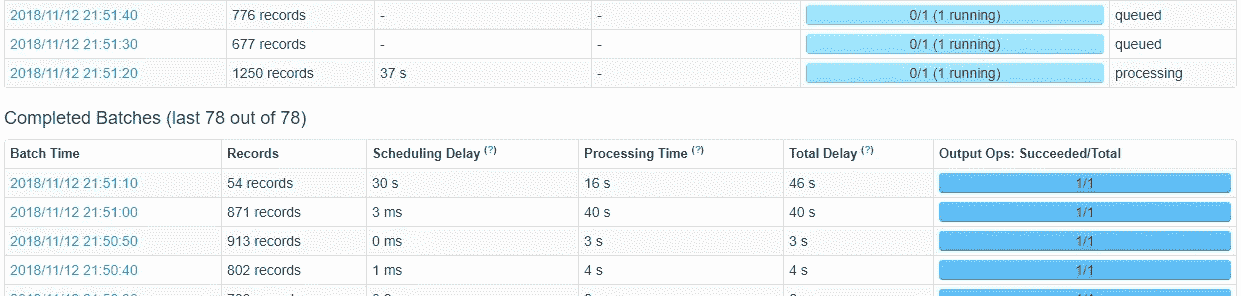 2018/11/12 21:51:40 776 records - - 0/1 (1 running) queued
2018/11/12 21:51:30 677 records - - 0/1 (1 running) queued
2018/11/12 21:51:20 1250 records 37 s - 0/1 (1 running) processing
Completed Batches (last 78 out of 78)
Batch Time Records Scheduling Delay (?) Processing Time (?) Total Delay (?) Output Ops: Succeeded/Total
2018/11/12 21:51:10 54 records 30 s 16 s 46 s 1/1
2018/11/12 21:51:00 871 records 3 ms 40 s 40 s 1/1
2018/11/12 21:50:50 913 records 0 ms 3 s 3 s 1/1
2018/11/12 21:50:40 802 records 1 ms 4 s 4 s 1/1